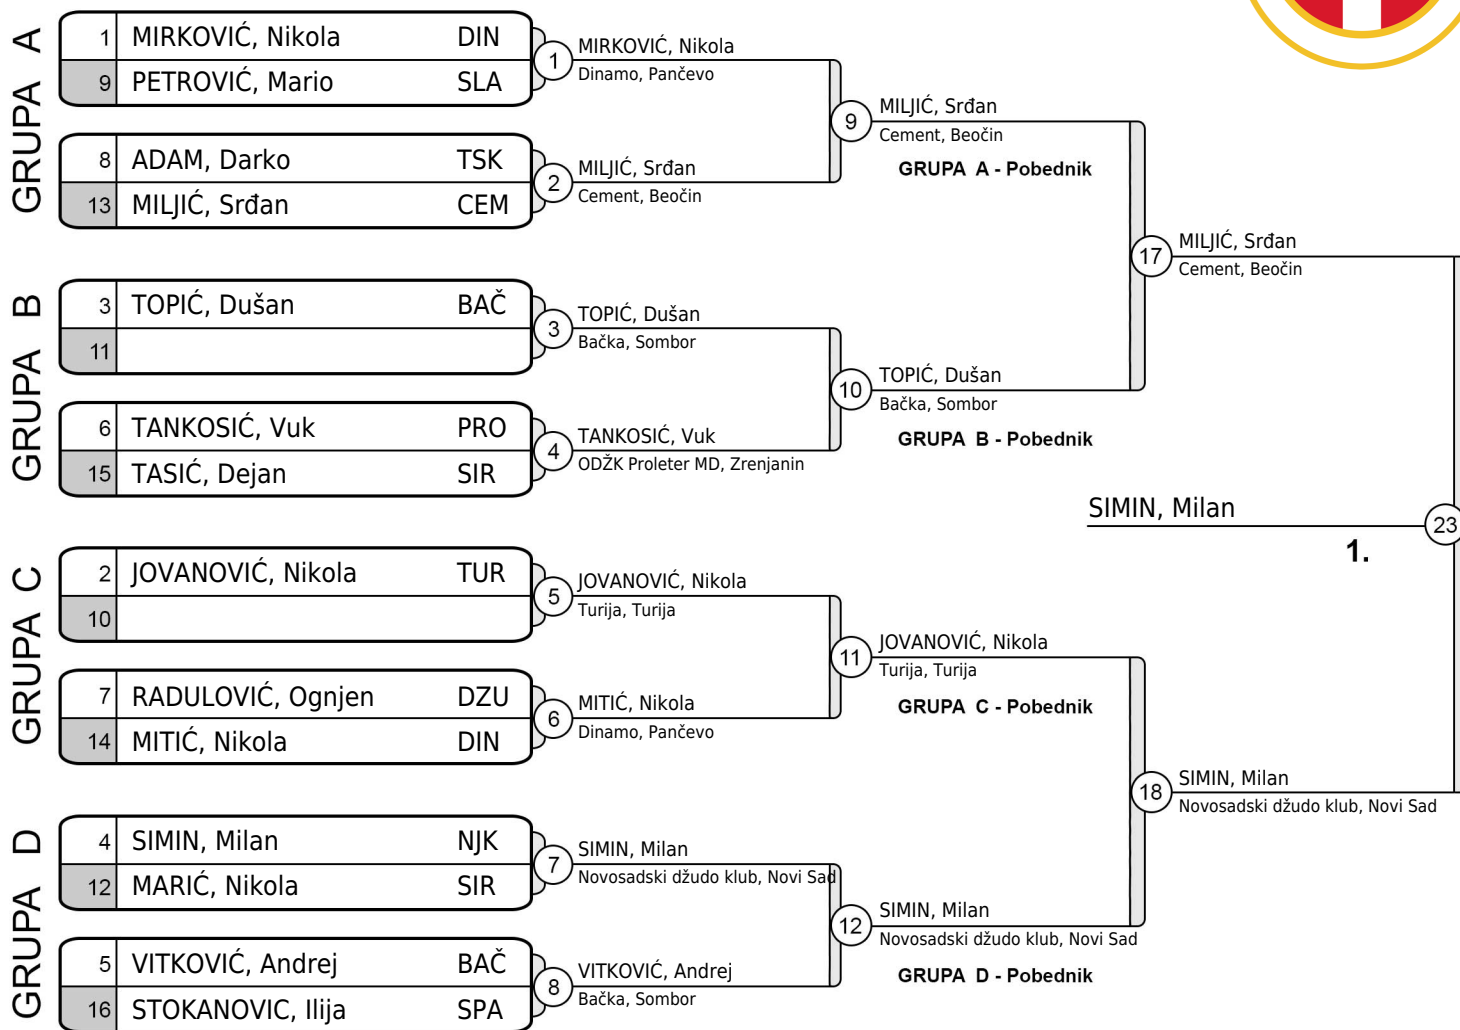 GRUPA A
1 MIRKOVIĆ, Nikola DIN
9 PETROVIĆ, Mario SLA
8 ADAM, Darko TSK
13 MILJIĆ, Srđan CEM
GRUPA B
3 TOPIĆ, Dušan BAČ
11
6 TANKOSIĆ, Vuk PRO
15 TASIĆ, Dejan SIR
GRUPA C
2 JOVANOVIĆ, Nikola TUR
10
7 RADULOVIĆ, Ognjen DZU
14 MITIĆ, Nikola DIN
GRUPA D
4 SIMIN, Milan NJK
12 MARIĆ, Nikola SIR
5 VITKOVIĆ, Andrej BAČ
16 STOKANOVIC, Ilija SPA
1 MIRKOVIĆ, Nikola
Dinamo, Pančevo
2 MILJIĆ, Srđan
Cement, Beočin
3 TOPIĆ, Dušan
Bačka, Sombor
4 TANKOSIĆ, Vuk
ODŽK Proleter MD, Zrenjanin
5 JOVANOVIĆ, Nikola
Turija, Turija
6 MITIĆ, Nikola
Dinamo, Pančevo
7 SIMIN, Milan
Novosadski džudo klub, Novi Sad
8 VITKOVIĆ, Andrej
Bačka, Sombor
9 MILJIĆ, Srđan
Cement, Beočin
GRUPA A - Pobednik
10 TOPIĆ, Dušan
Bačka, Sombor
GRUPA B - Pobednik
11 JOVANOVIĆ, Nikola
Turija, Turija
GRUPA C - Pobednik
12 SIMIN, Milan
Novosadski džudo klub, Novi Sad
GRUPA D - Pobednik
17 MILJIĆ, Srđan
Cement, Beočin
18 SIMIN, Milan
Novosadski džudo klub, Novi Sad
SIMIN, Milan 23
1.